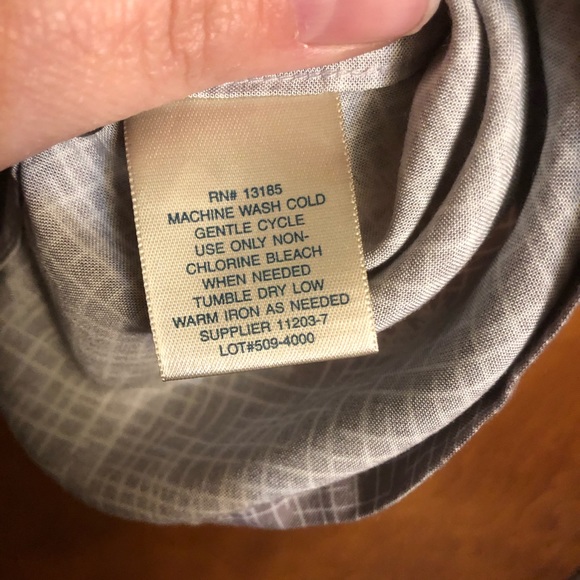 RN# 13185
MACHINE WASH COLD
GENTLE CYCLE
USE ONLY NON-
CHLORINE BLEACH
WHEN NEEDED
TUMBLE DRY LOW
WARM IRON AS NEEDED
SUPPLIER 11203-7
LOT#509-4000